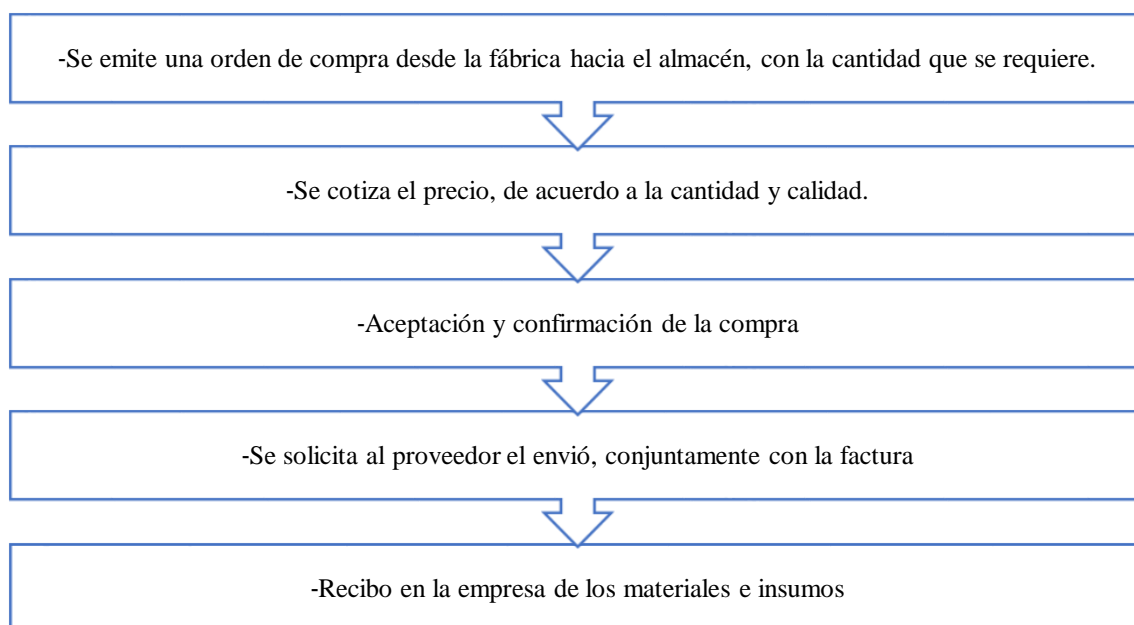 -Se emite una orden de compra desde la fábrica hacia el almacén, con la cantidad que se requiere.
-Se cotiza el precio, de acuerdo a la cantidad y calidad.
-Aceptación y confirmación de la compra
-Se solicita al proveedor el envió, conjuntamente con la factura
-Recibo en la empresa de los materiales e insumos